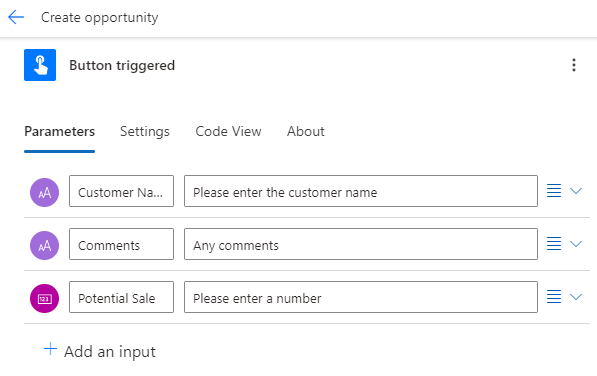 Create opportunity
Button triggered
Parameters Settings Code View About
AA Customer Na... Please enter the customer name
AA Comments Any comments
123 Potential Sale Please enter a number
Add an input